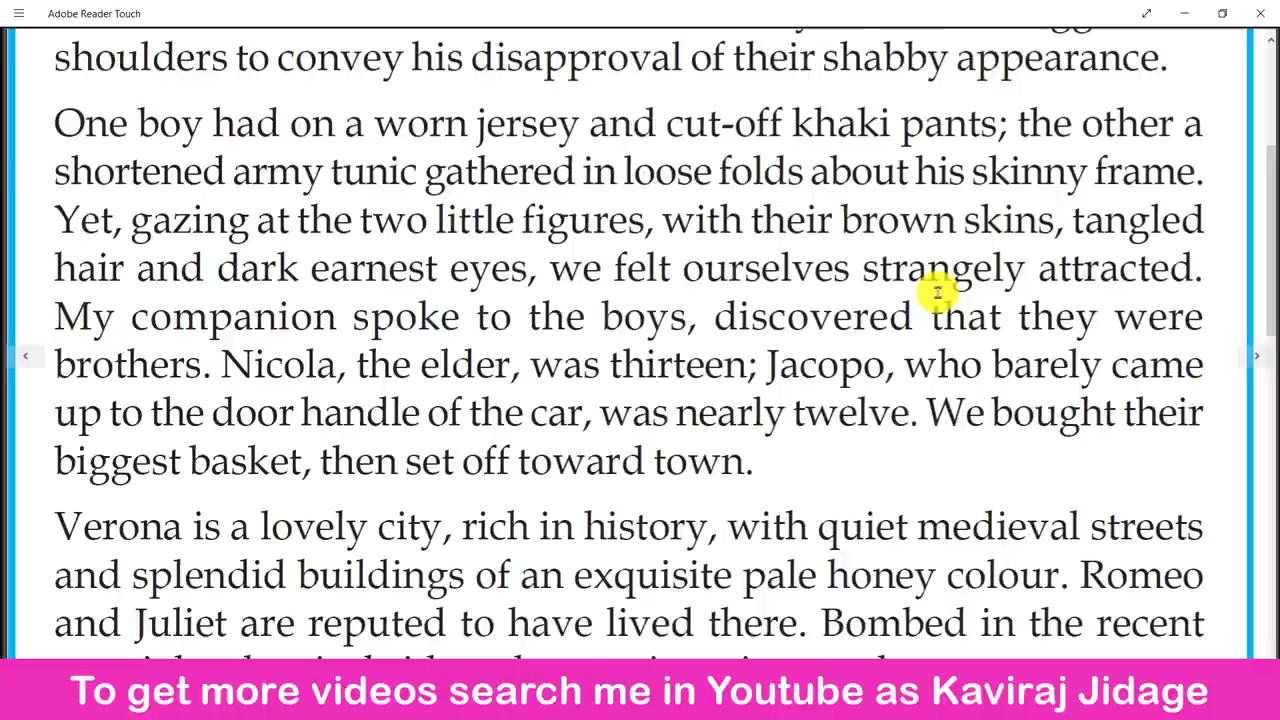 Adobe Reader Touch
shoulders to convey his disapproval of their shabby appearance.
One boy had on a worn jersey and cut-off khaki pants; the other a
shortened army tunic gathered in loose folds about his skinny frame.
Yet, gazing at the two little figures, with their brown skins, tangled
hair and dark earnest eyes, we felt ourselves strangely attracted.
My companion spoke to the boys, discovered that they were
brothers. Nicola, the elder, was thirteen; Jacopo, who barely came
up to the door handle of the car, was nearly twelve. We bought their
biggest basket, then set off toward town.
Verona is a lovely city, rich in history, with quiet medieval streets
and splendid buildings of an exquisite pale honey colour. Romeo
and Juliet are reputed to have lived there. Bombed in the recent
To get more videos search me in Youtube as Kaviraj Jidage